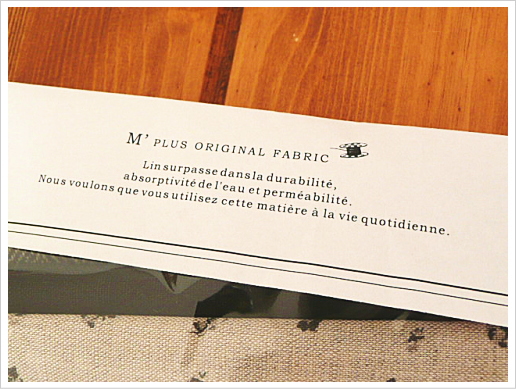 M' PLUS ORIGINAL FABRIC
Lin surpasse dans la durabilité,
absorptivité de l'eau et perméabilité.
Nous voulons que vous utilisez cette matière à la vie quotidienne.